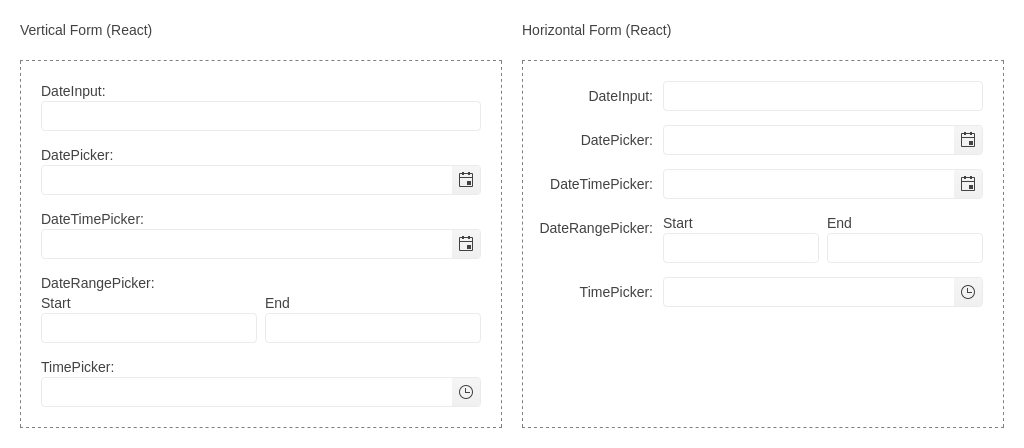 Vertical Form (React)
DateInput:
DatePicker:
DateTimePicker:
DateRangePicker:
Start End
TimePicker:
Horizontal Form (React)
DateInput:
DatePicker:
DateTimePicker:
DateRangePicker: Start End
TimePicker: